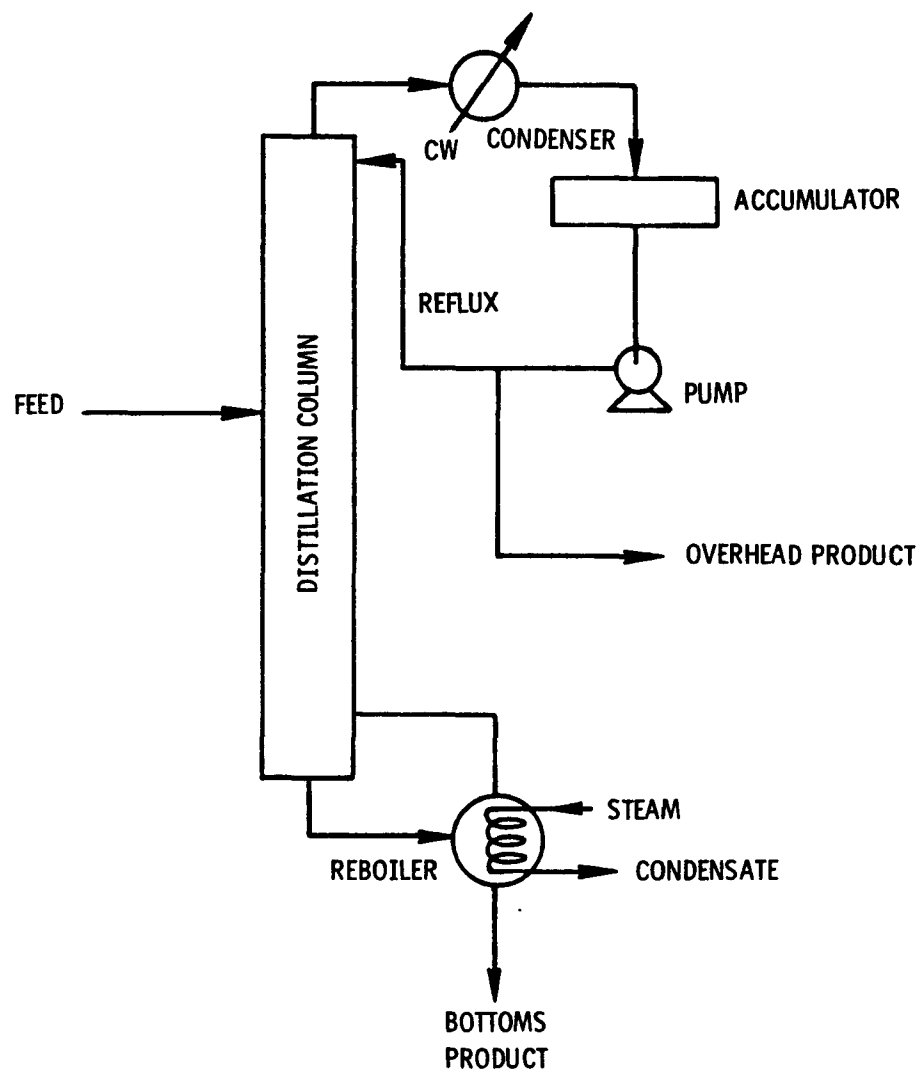 CW
CONDENSER
ACCUMULATOR
REFLUX
DISTILLATION COLUMN
FEED
PUMP
OVERHEAD PRODUCT
STEAM
REBOILER
CONDENSATE
BOTTOMS
PRODUCT